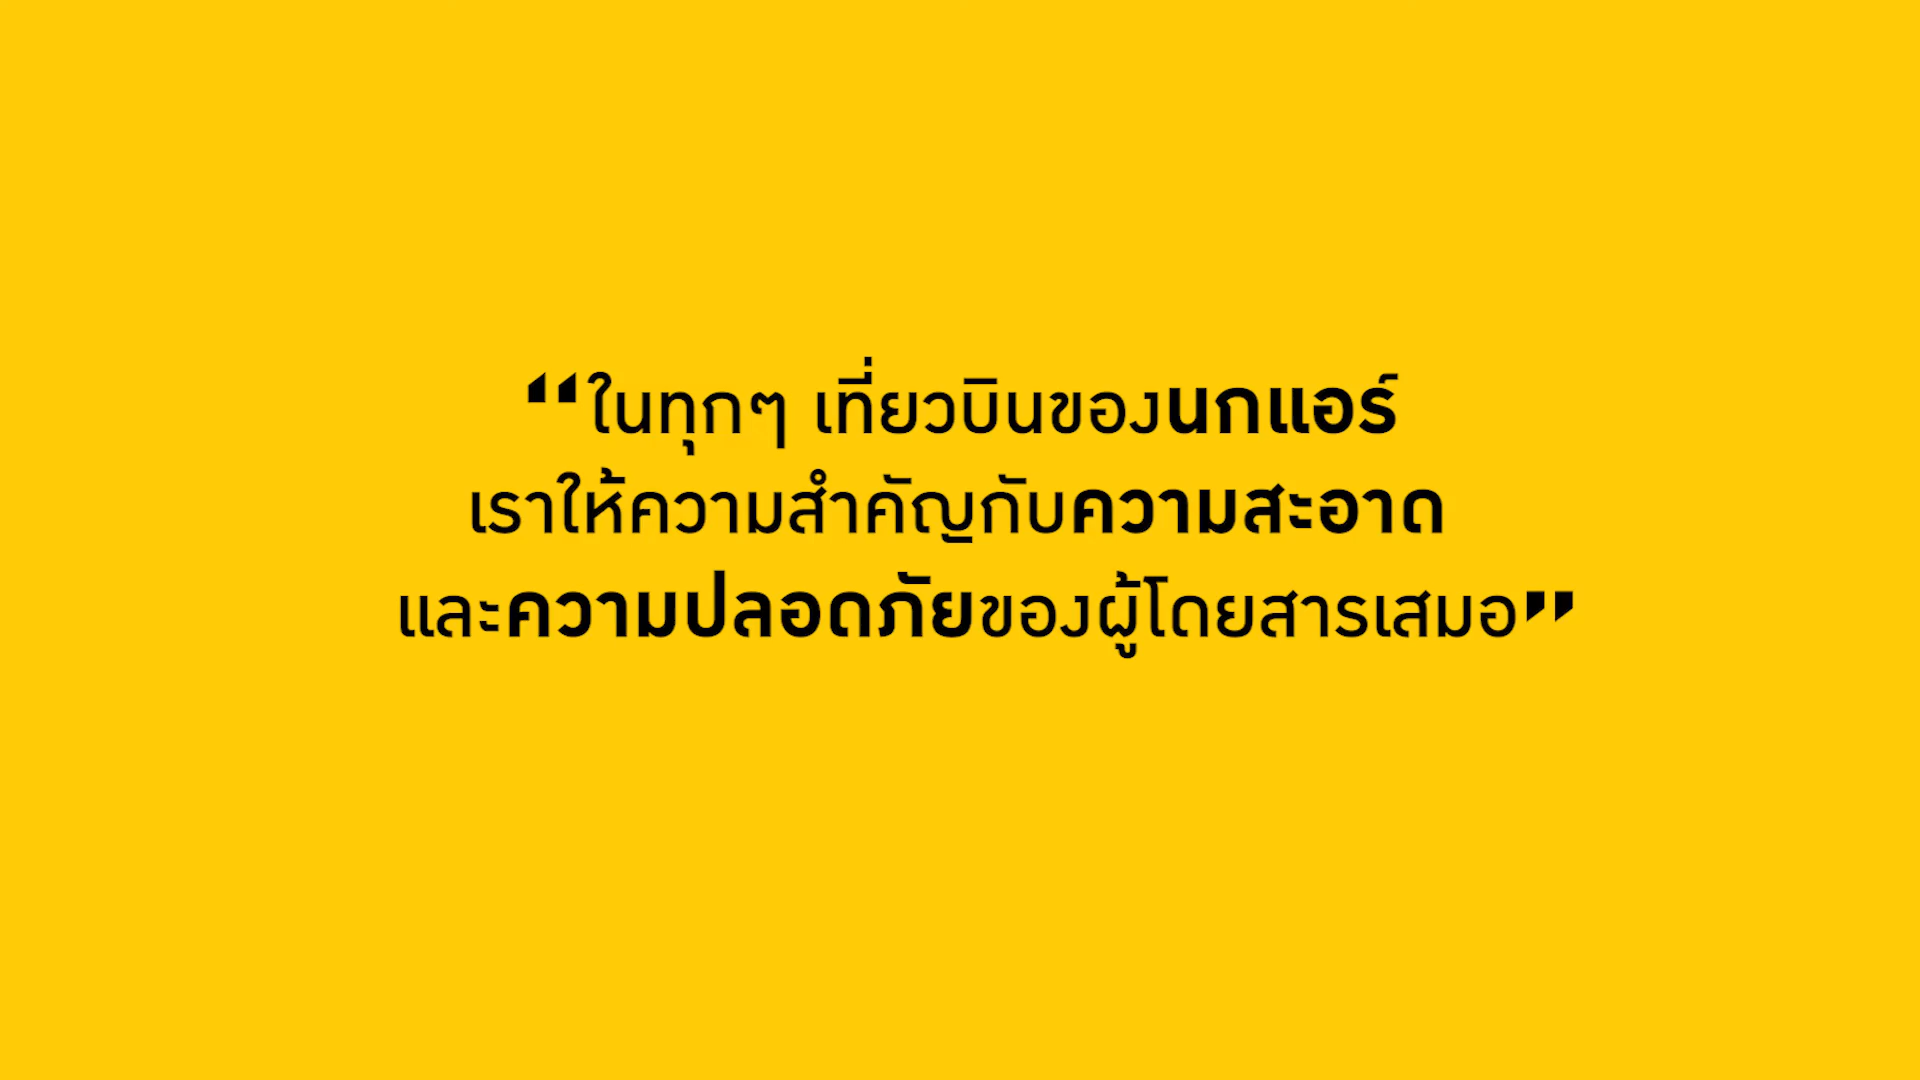 “ในทุกๆ เที่ยวบินของนกแอร์
เราให้ความสำคัญกับความสะอาด
และความปลอดภัยของผู้โดยสารเสมอ”